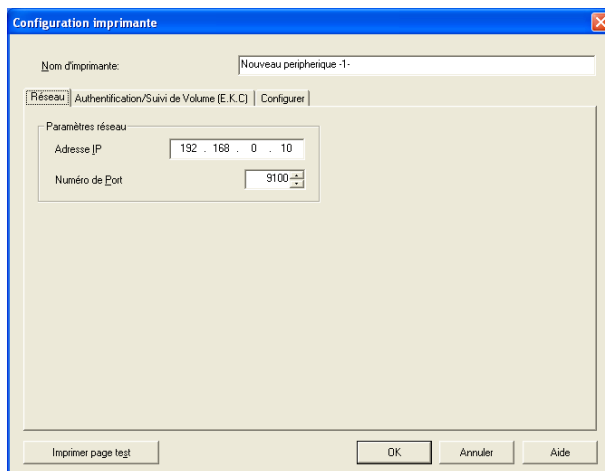 Configuration imprimante
Nom d'imprimante: Nouveau peripherique -1-
Réseau Authentification/Suivi de Volume (E.K.C) Configurer
Paramètres réseau
Adresse IP 192 . 168 . 0 . 10
Numéro de Port 9100
Imprimer page test OK Annuler Aide